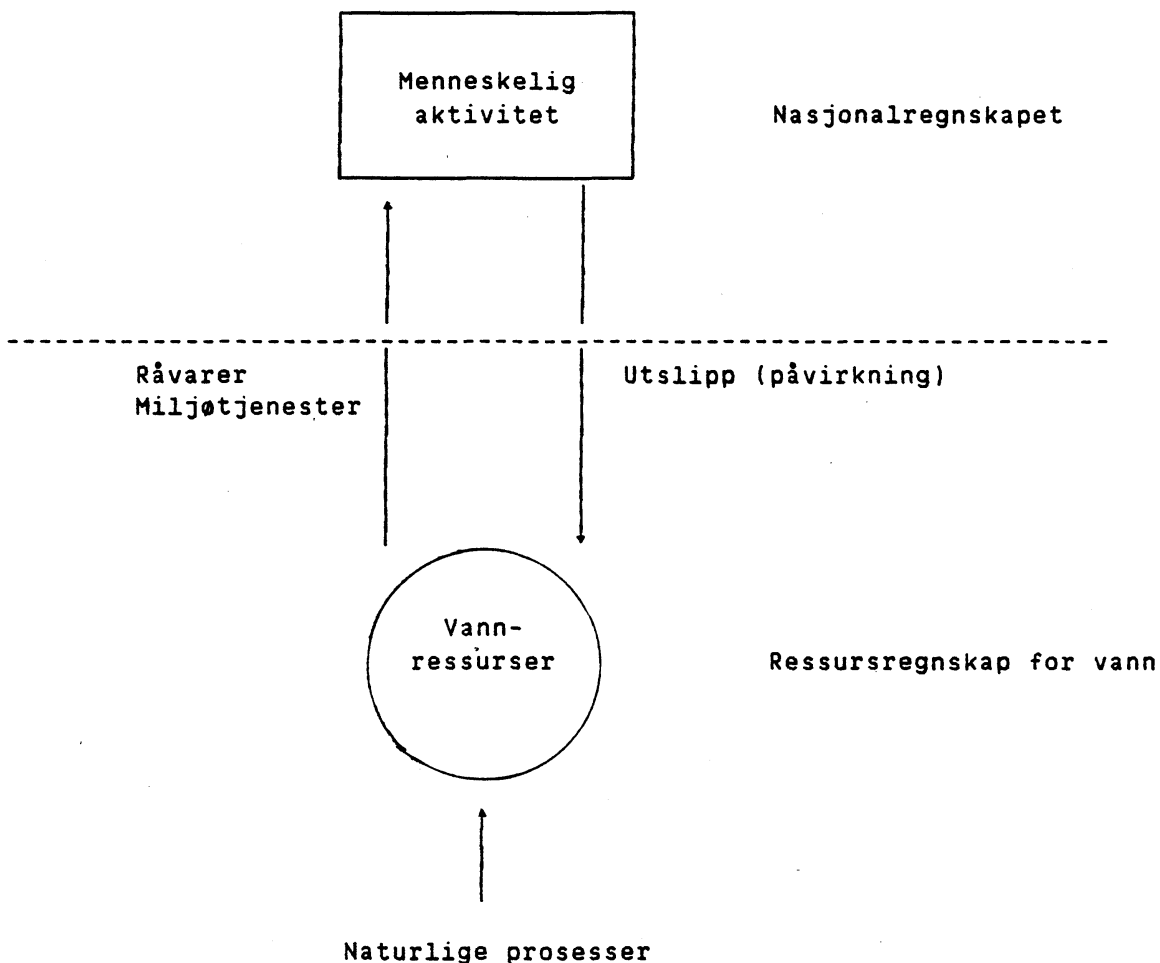 Menneskelig
aktivitet
Nasjonalregnskapet
Råvarer
Miljøtjenester
Utslipp (påvirkning)
Vann-
ressurser
Ressursregnskap for vann
Naturlige prosesser